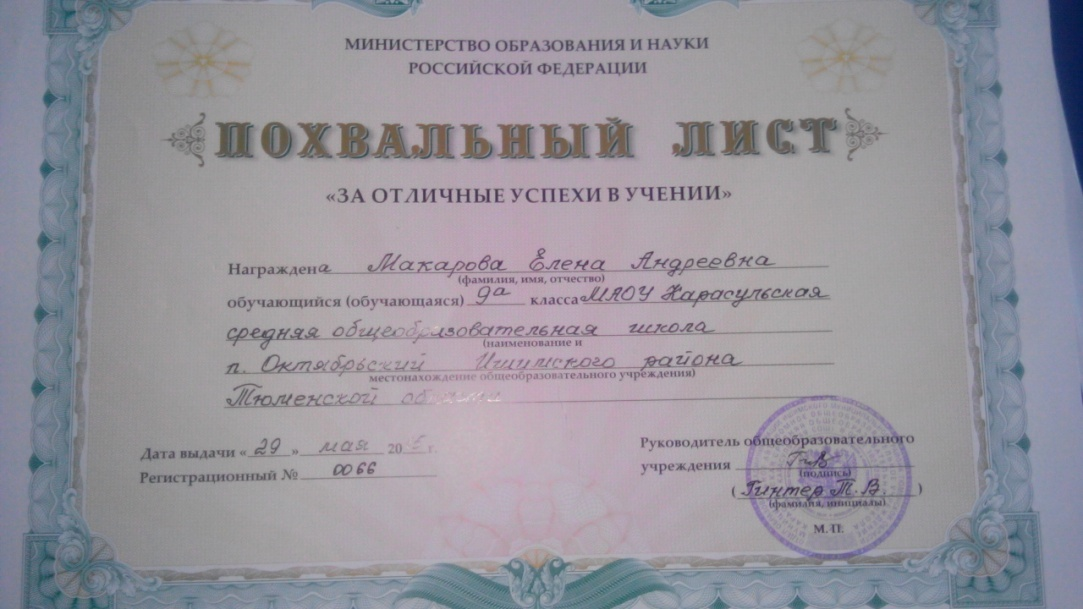 МИНИСТЕРСТВО ОБРАЗОВАНИЯ И НАУКИ
РОССИЙСКОЙ ФЕДЕРАЦИИ
ПОХВАЛЬНЫЙ ЛИСТ
«ЗА ОТЛИЧНЫЕ УСПЕХИ В УЧЕНИИ»
Награждена Макарова Елена Андреевна
(фамилия, имя, отчество)
обучающийся (обучающаяся) 9а класса МАОУ Карасульская
средняя общеобразовательная школа
(наименование и
п. Октябрьский Ишимского района
местонахождение общеобразовательного учреждения)
Тюменской области
Дата выдачи «29» мая г.
Регистрационный № 0066
Руководитель общеобразовательного
учреждения
(подпись)
(Гинтер Т.В.)
(фамилия, инициалы)
М. П.